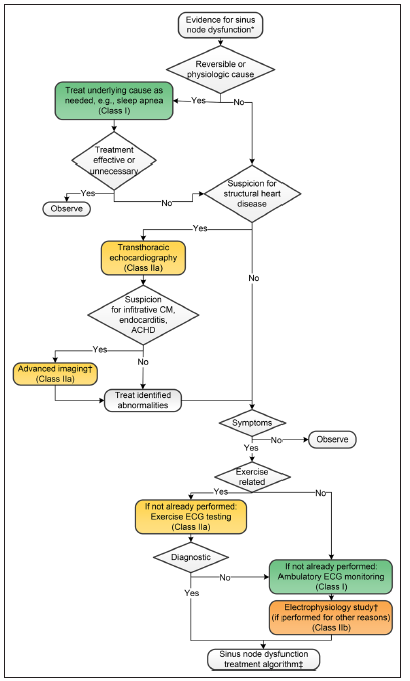 Evidence for sinus
node dysfunction*
Reversible or
physiologic cause
Yes
No
Treat underlying cause as
needed, e.g., sleep apnea
(Class I)
Treatment
effective or
unnecessary
Yes
No
Observe
Suspicion for
structural heart
disease
Yes
No
Transthoracic
echocardiography
(Class IIa)
Suspicion
for infitrative CM,
endocarditis,
ACHD
Yes
No
Advanced imaging†
(Class IIa)
Treat identified
abnormalities
Symptoms
No
Observe
Yes
Exercise
related
Yes
No
If not already performed:
Exercise ECG testing
(Class IIa)
Diagnostic
No
Yes
If not already performed:
Ambulatory ECG monitoring
(Class I)
Electrophysiology study†
(if performed for other reasons)
(Class IIb)
Sinus node dysfunction
treatment algorithm‡